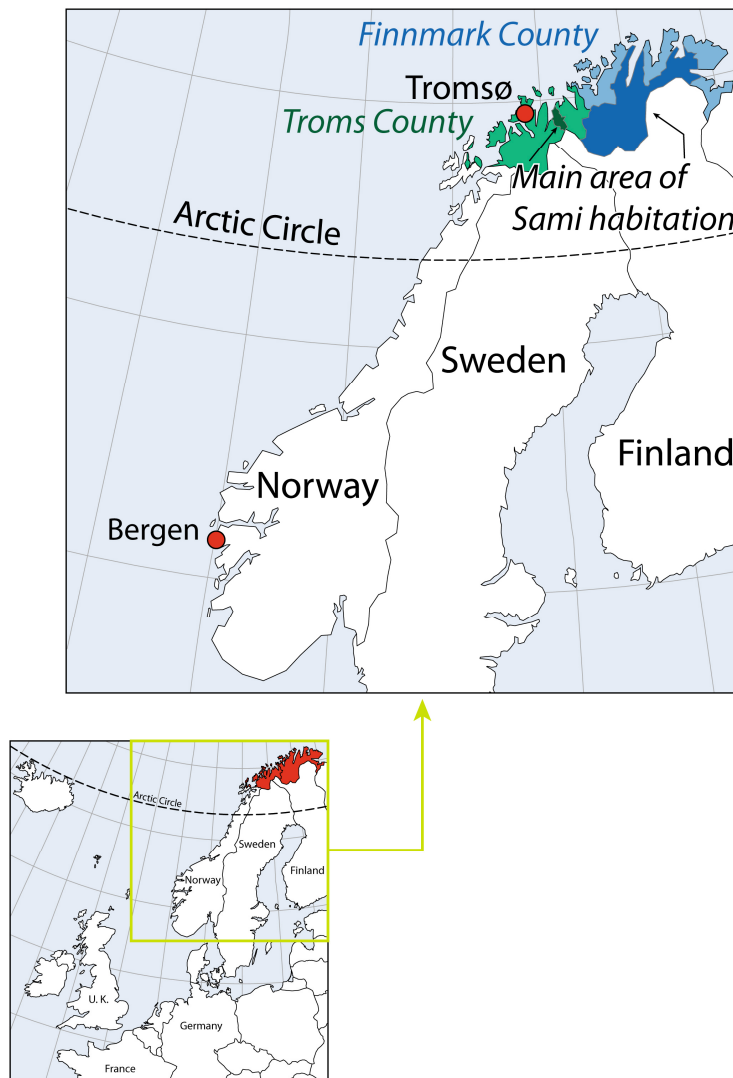 Finnmark County
Tromsø
Troms County
Main area of
Sami habitation
Arctic Circle
Sweden
Finland
Norway
Bergen
Arctic Circle
Sweden
Finland
Norway
U. K.
Germany
France